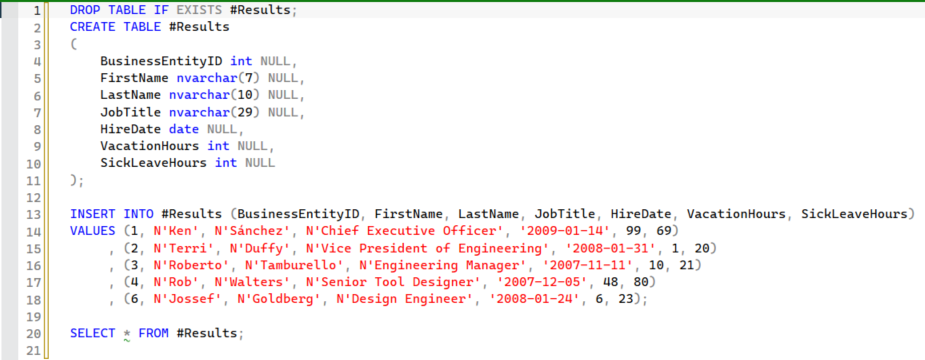 1 DROP TABLE IF EXISTS #Results;
2 CREATE TABLE #Results
3 (
4 BusinessEntityID int NULL,
5 FirstName nvarchar(7) NULL,
6 LastName nvarchar(10) NULL,
7 JobTitle nvarchar(29) NULL,
8 HireDate date NULL,
9 VacationHours int NULL,
10 SickLeaveHours int NULL
11 );
12
13 INSERT INTO #Results (BusinessEntityID, FirstName, LastName, JobTitle, HireDate, VacationHours, SickLeaveHours)
14 VALUES (1, N'Ken', N'Sánchez', N'Chief Executive Officer', '2009-01-14', 99, 69)
15 , (2, N'Terri', N'Duffy', N'Vice President of Engineering', '2008-01-31', 1, 20)
16 , (3, N'Roberto', N'Tamburello', N'Engineering Manager', '2007-11-11', 10, 21)
17 , (4, N'Rob', N'Walters', N'Senior Tool Designer', '2007-12-05', 48, 80)
18 , (6, N'Jossef', N'Goldberg', N'Design Engineer', '2008-01-24', 6, 23);
19
20 SELECT * FROM #Results;
21